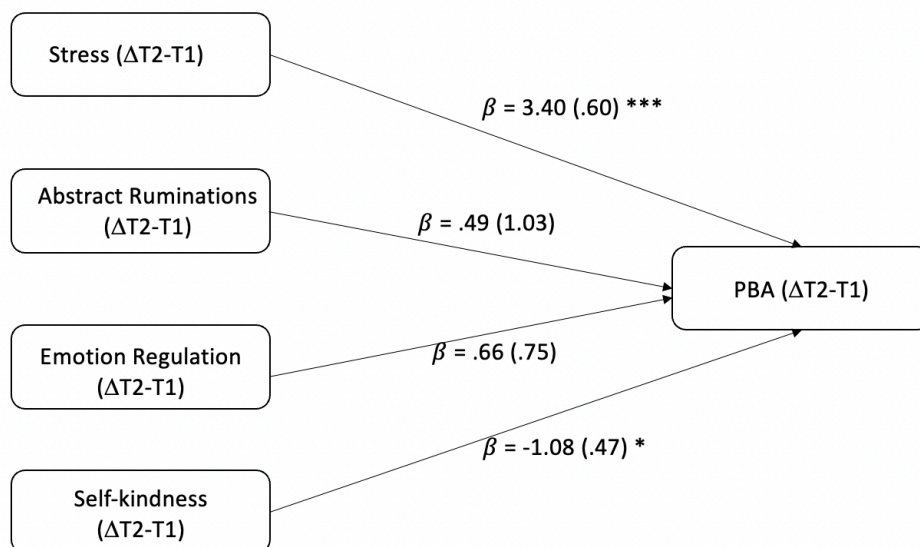 Stress (ΔT2-T1)
β = 3.40 (.60) ***
Abstract Ruminations
(ΔT2-T1)
β = .49 (1.03)
PBA (ΔT2-T1)
Emotion Regulation
(ΔT2-T1)
β = .66 (.75)
β = -1.08 (.47) *
Self-kindness
(ΔT2-T1)